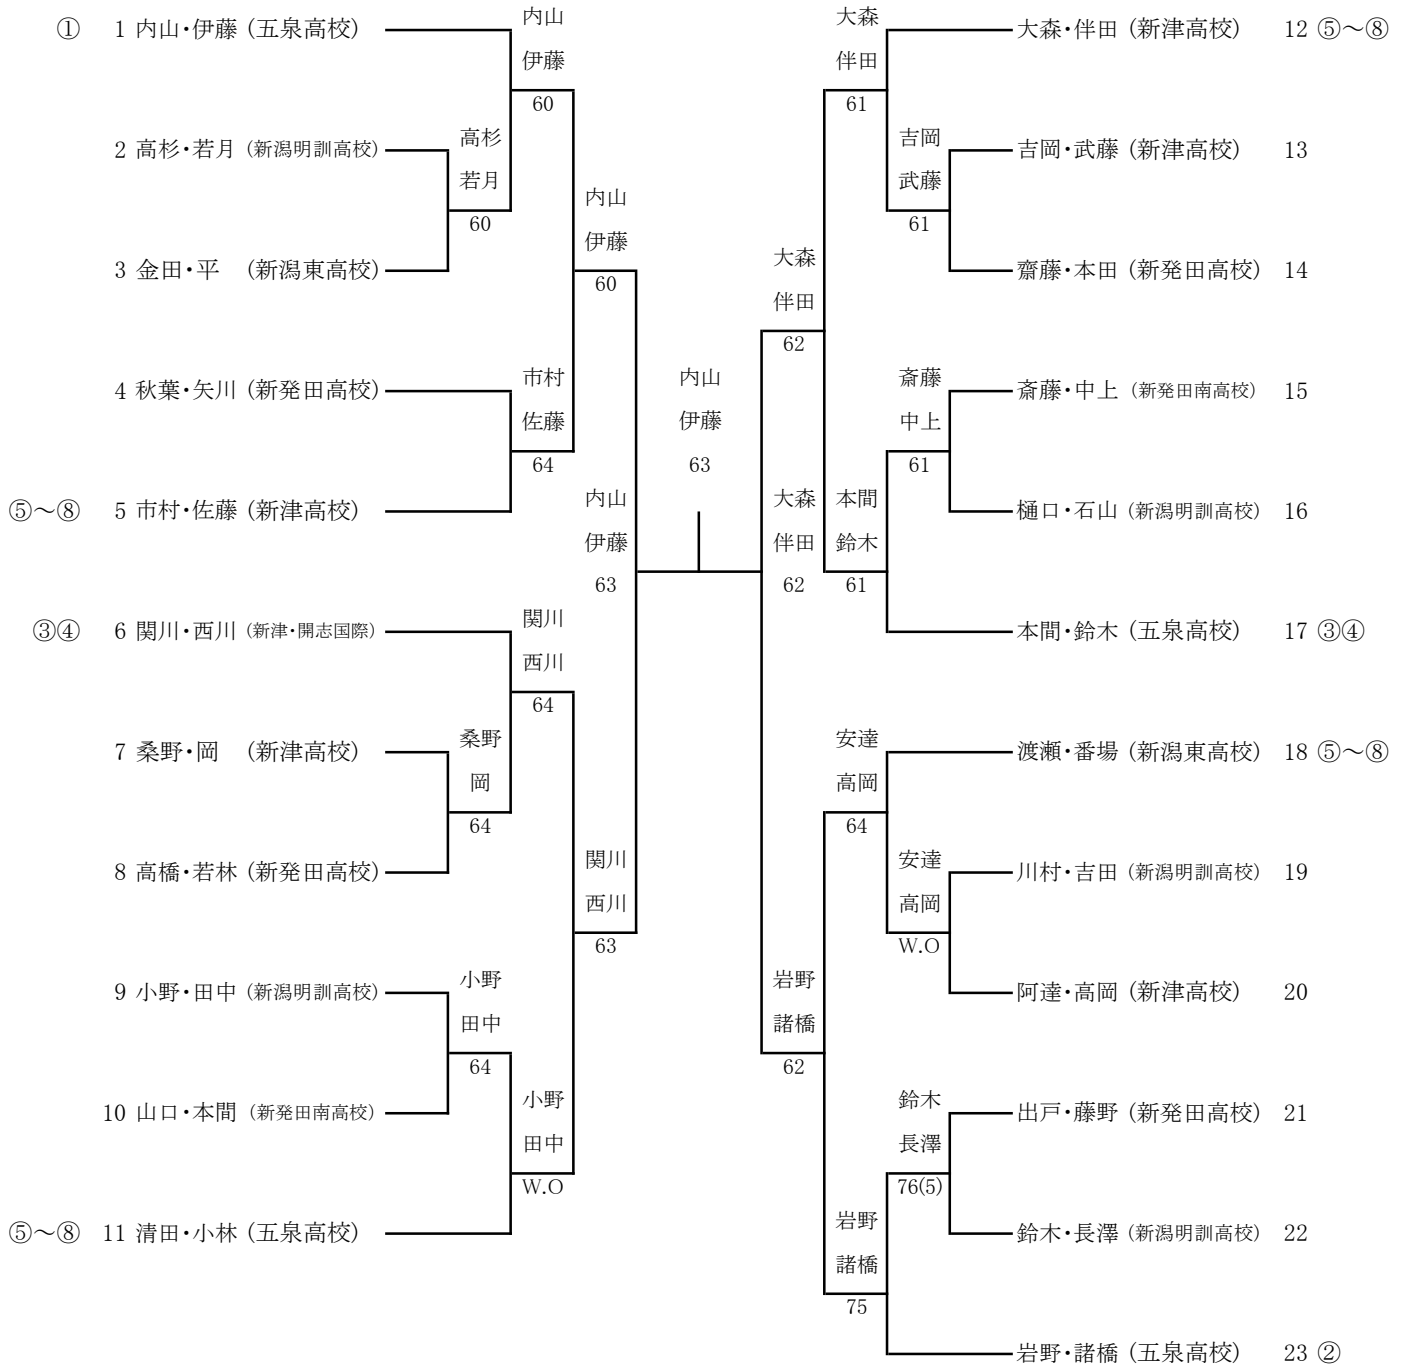 ① 1 内山・伊藤 (五泉高校)
2 高杉・若月 (新潟明訓高校)
3 金田・平 (新潟東高校)
4 秋葉・矢川 (新発田高校)
⑤～⑧ 5 市村・佐藤 (新津高校)
③④ 6 関川・西川 (新津・開志国際)
7 桑野・岡 (新津高校)
8 高橋・若林 (新発田高校)
9 小野・田中 (新潟明訓高校)
10 山口・本間 (新発田南高校)
⑤～⑧ 11 清田・小林 (五泉高校)
高杉
若月
60
桑野
岡
64
小野
田中
64
内山
伊藤
60
市村
佐藤
64
関川
西川
64
小野
田中
W.O
内山
伊藤
60
関川
西川
63
内山
伊藤
63
内山
伊藤
63
大森
伴田
62
大森
伴田
62
岩野
諸橋
62
大森
伴田
61
本間
鈴木
61
安達
高岡
64
岩野
諸橋
75
吉岡
武藤
61
斎藤
中上
61
安達
高岡
W.O
鈴木
長澤
76(5)
大森・伴田 (新津高校) 12 ⑤～⑧
吉岡・武藤 (新津高校) 13
齋藤・本田 (新発田高校) 14
斎藤・中上 (新発田南高校) 15
樋口・石山 (新潟明訓高校) 16
本間・鈴木 (五泉高校) 17 ③④
渡瀬・番場 (新潟東高校) 18 ⑤～⑧
川村・吉田 (新潟明訓高校) 19
阿達・高岡 (新津高校) 20
出戸・藤野 (新発田高校) 21
鈴木・長澤 (新潟明訓高校) 22
岩野・諸橋 (五泉高校) 23 ②